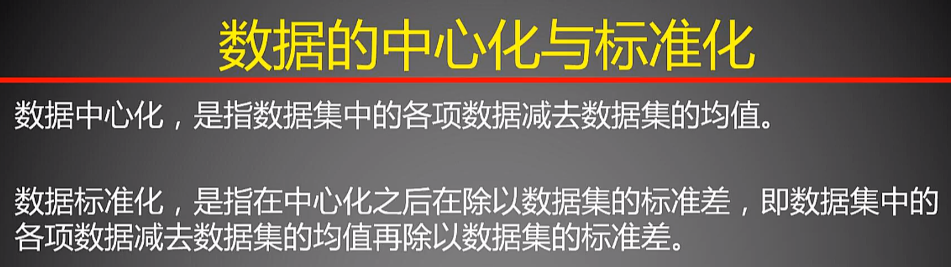 数据的中心化与标准化
数据中心化，是指数据集中的各项数据减去数据集的均值。
数据标准化，是指在中心化之后在除以数据集的标准差，即数据集中的
各项数据减去数据集的均值再除以数据集的标准差。